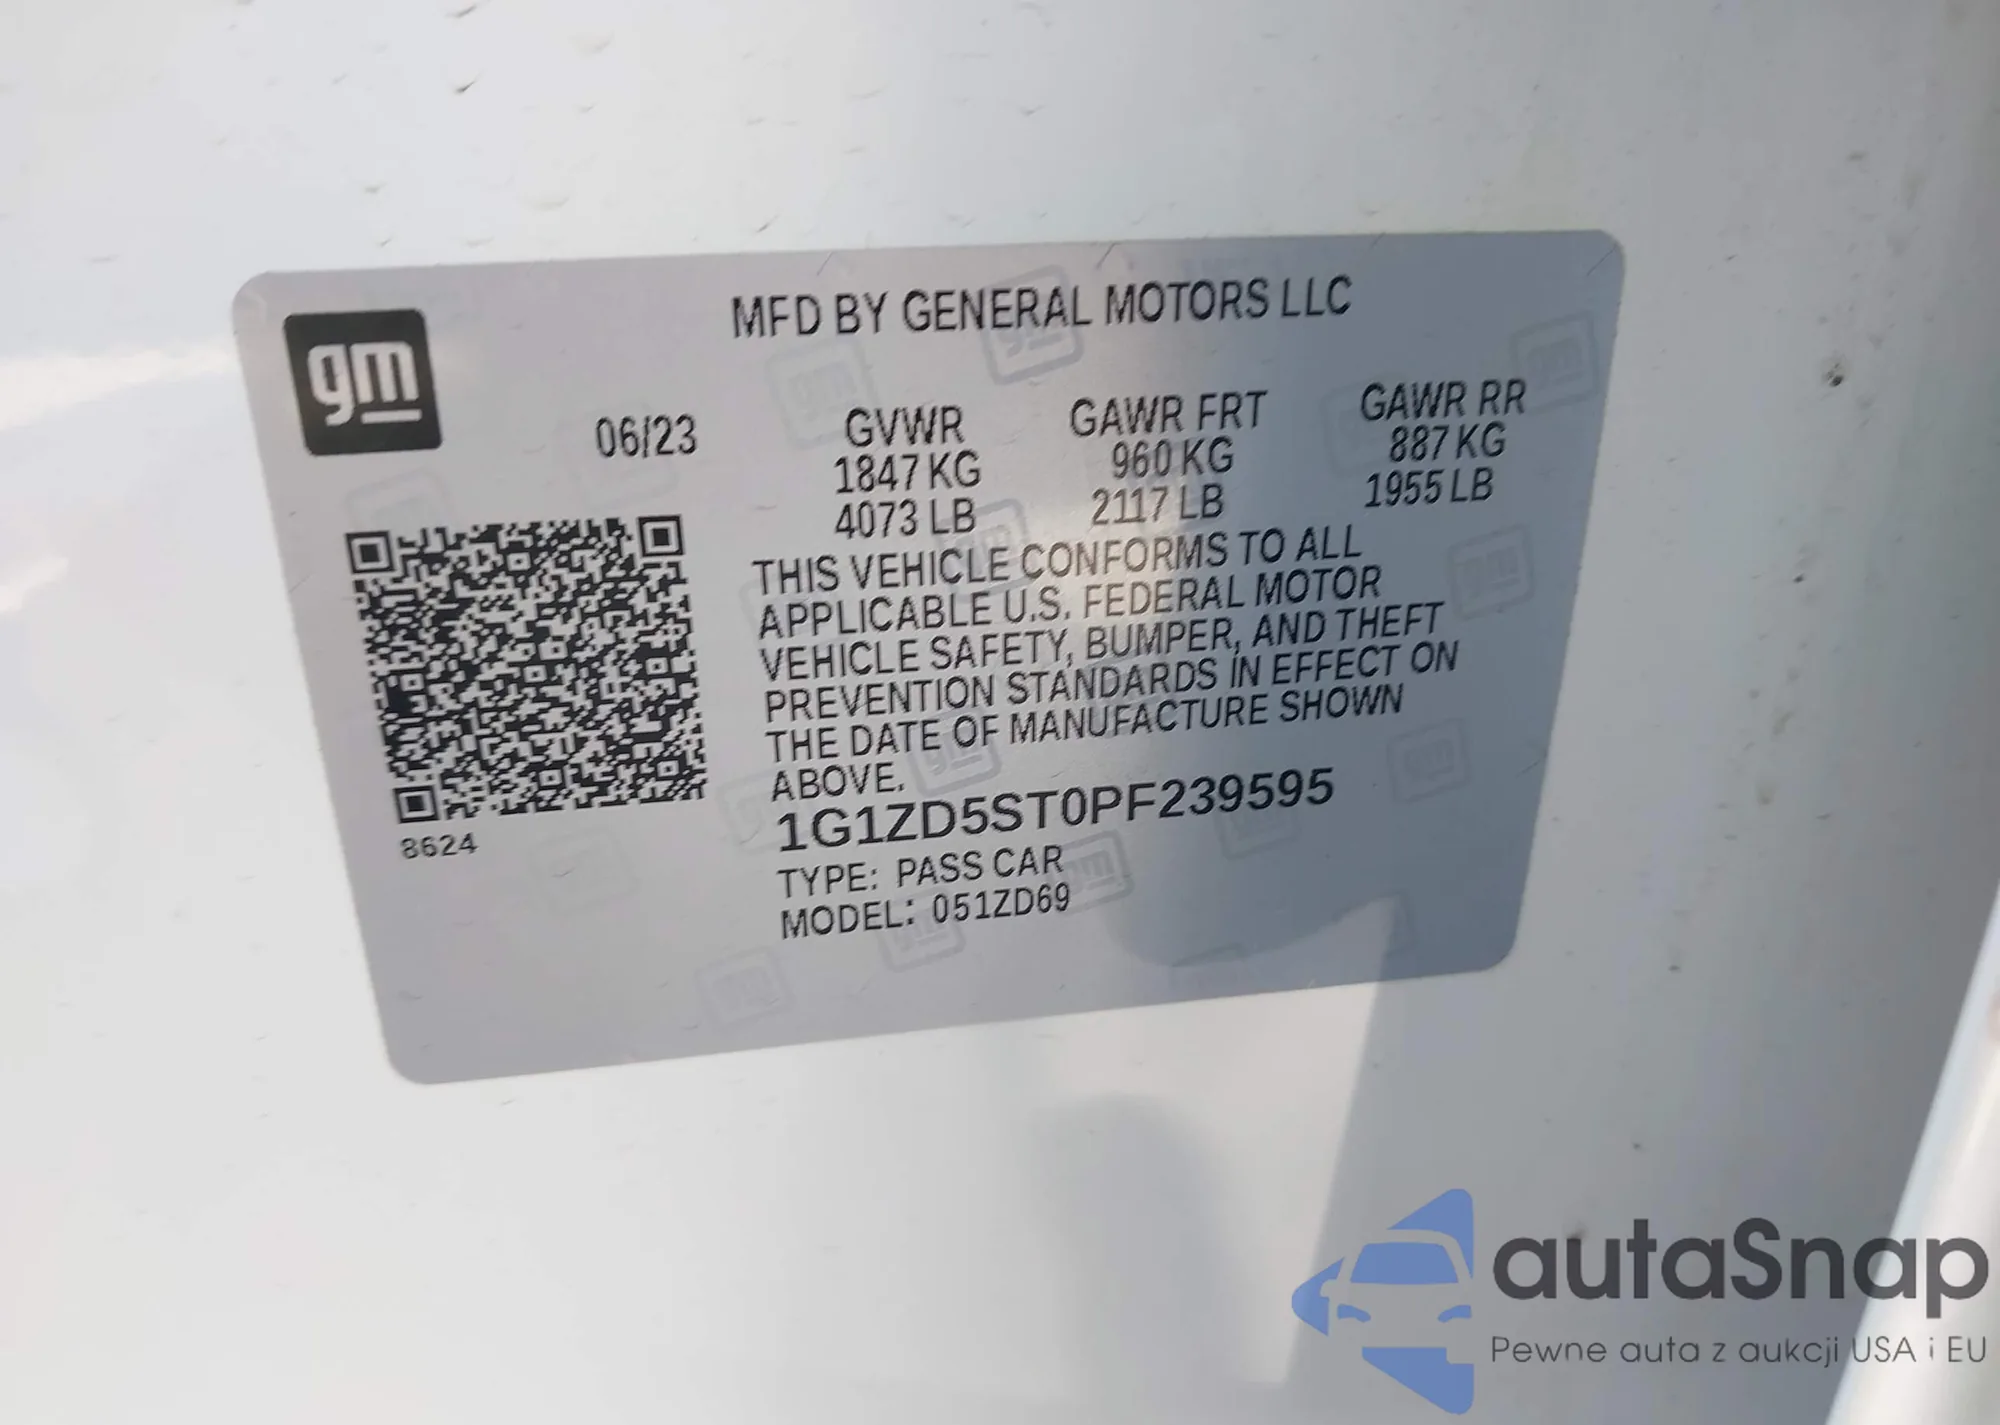 MFD BY GENERAL MOTORS LLC
gm
06/23
GVWR
1847 KG
4073 LB
GAWR FRT
960 KG
2117 LB
GAWR RR
887 KG
1955 LB
THIS VEHICLE CONFORMS TO ALL
APPLICABLE U.S. FEDERAL MOTOR
VEHICLE SAFETY, BUMPER, AND THEFT
PREVENTION STANDARDS IN EFFECT ON
THE DATE OF MANUFACTURE SHOWN
ABOVE.
1G1ZD5ST0PF239595
TYPE: PASS CAR
MODEL: 051ZD69
8624
autaSnap
Pewne auta z aukcji USA i EU